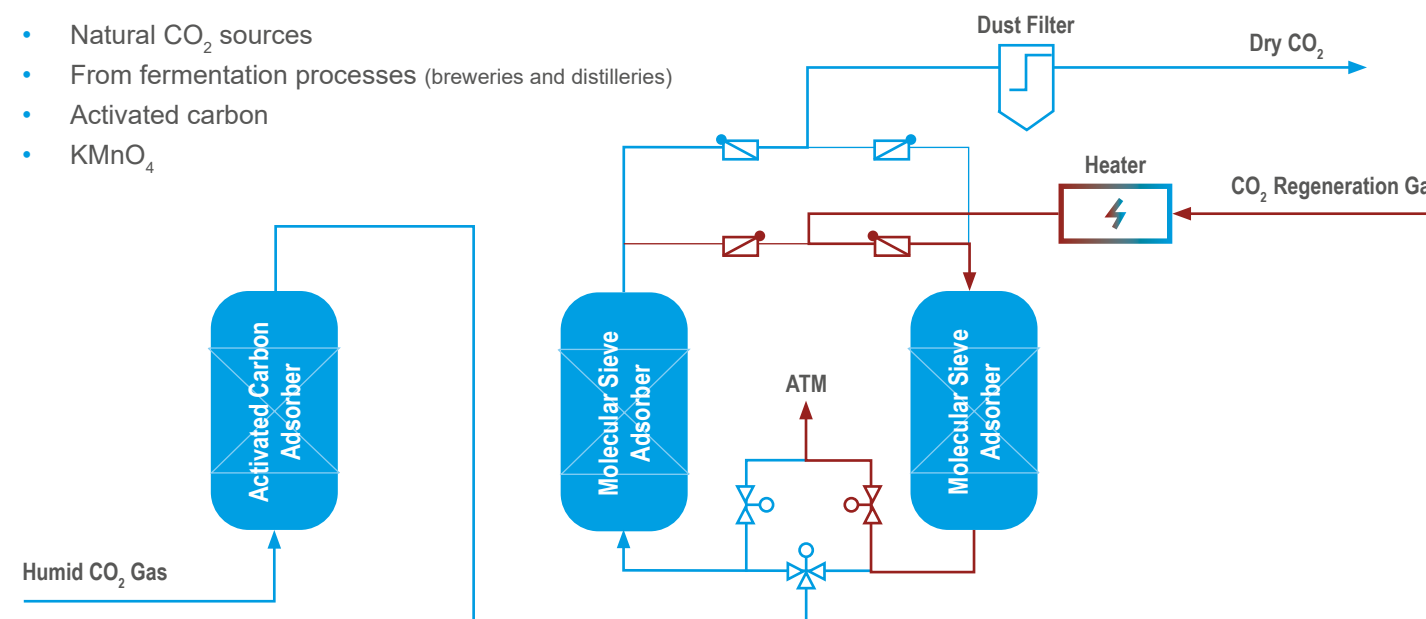 • Natural CO₂ sources
• From fermentation processes (breweries and distilleries)
• Activated carbon
• KMnO₄
Dust Filter
Dry CO₂
Heater
CO₂ Regeneration Ga
Activated Carbon
Adsorber
Molecular Sieve
Adsorber
ATM
Molecular Sieve
Adsorber
Humid CO₂ Gas